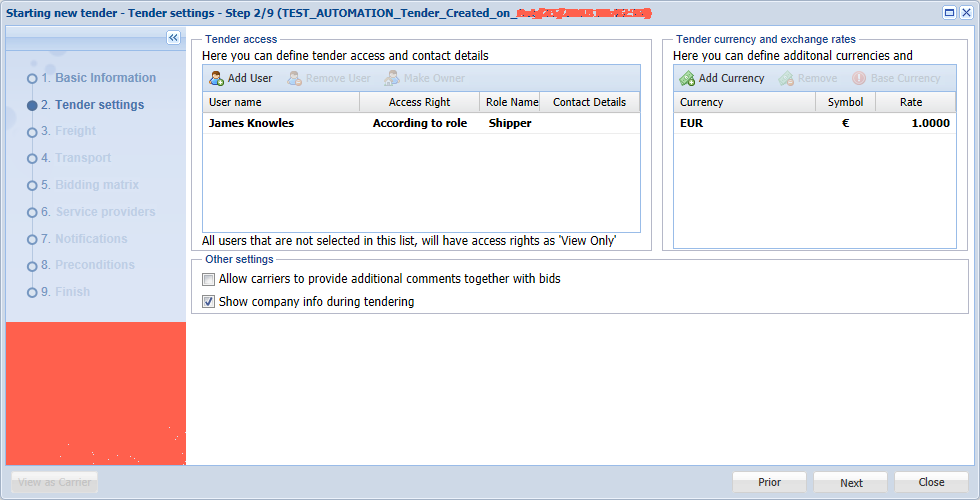 Starting new tender - Tender settings - Step 2/9 (TEST_AUTOMATION_Tender_Created_on_
1. Basic Information
2. Tender settings
3. Freight
4. Transport
5. Bidding matrix
6. Service providers
7. Notifications
8. Preconditions
9. Finish
Tender access
Here you can define tender access and contact details
Add User Remove User Make Owner
User name Access Right Role Name Contact Details
James Knowles According to role Shipper
All users that are not selected in this list, will have access rights as 'View Only'
Tender currency and exchange rates
Here you can define additonal currencies and
Add Currency Remove Base Currency
Currency Symbol Rate
EUR € 1.0000
Other settings
Allow carriers to provide additional comments together with bids
Show company info during tendering
View as Carrier Prior Next Close